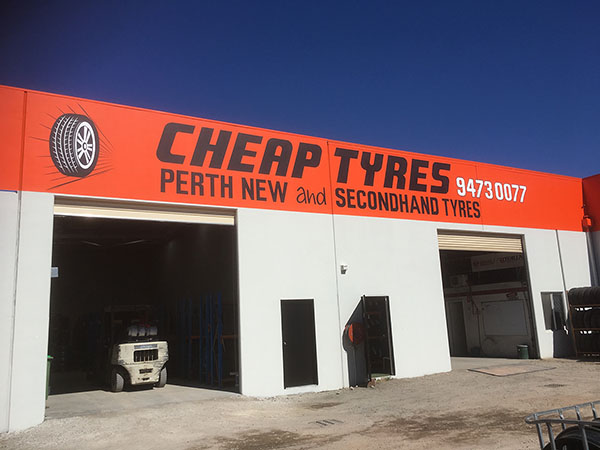 CHEAP TYRES
PERTH NEW and SECONDHAND TYRES
9473 0077